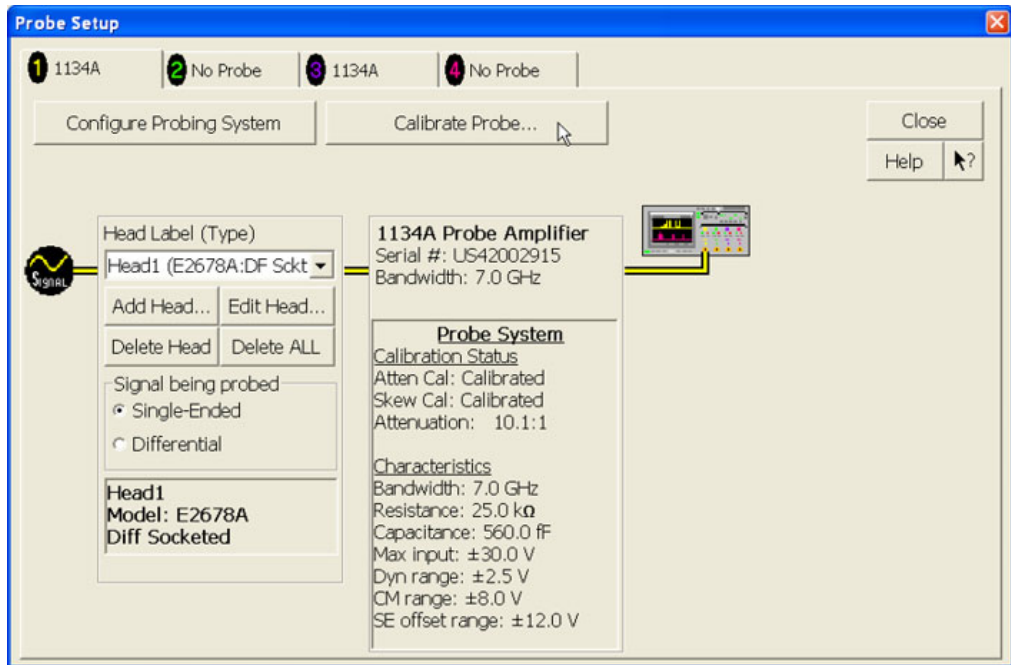 Probe Setup
1 1134A
2 No Probe
3 1134A
4 No Probe
Configure Probing System
Calibrate Probe...
Close
Help
?
SIGNAL
Head Label (Type)
Head1 (E2678A:DF Sckt
Add Head...
Edit Head...
Delete Head
Delete ALL
Signal being probed
Single-Ended
Differential
Head1
Model: E2678A
Diff Socketed
1134A Probe Amplifier
Serial #: US42002915
Bandwidth: 7.0 GHz
Probe System
Calibration Status
Atten Cal: Calibrated
Skew Cal: Calibrated
Attenuation: 10.1:1
Characteristics
Bandwidth: 7.0 GHz
Resistance: 25.0 kΩ
Capacitance: 560.0 fF
Max input: ±30.0 V
Dyn range: ±2.5 V
CM range: ±8.0 V
SE offset range: ±12.0 V